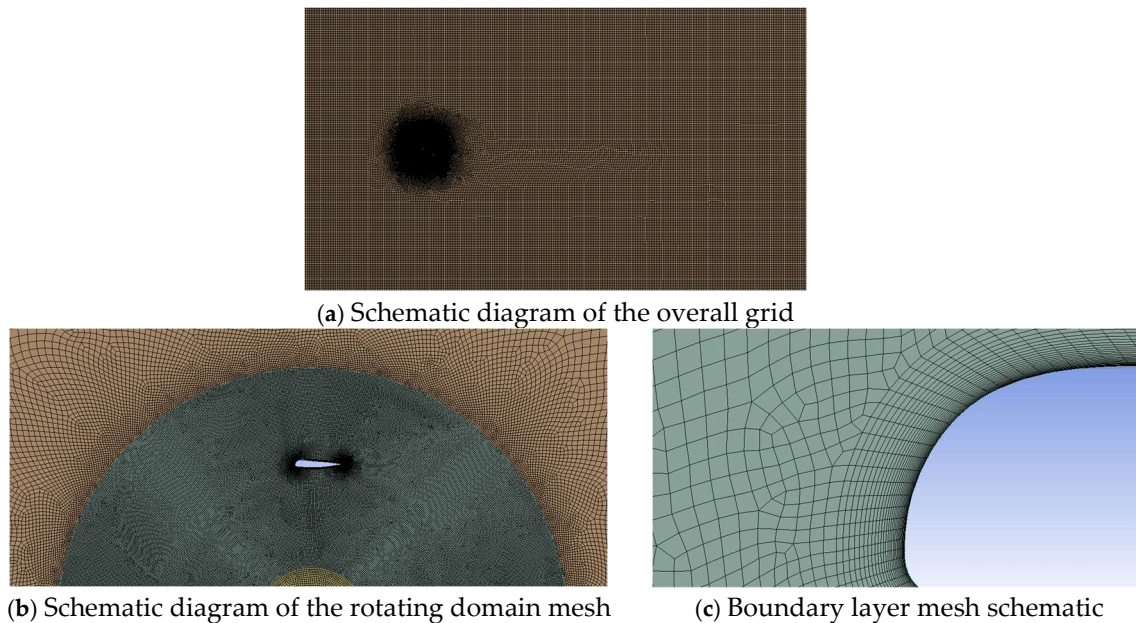 (a) Schematic diagram of the overall grid
(b) Schematic diagram of the rotating domain mesh
(c) Boundary layer mesh schematic